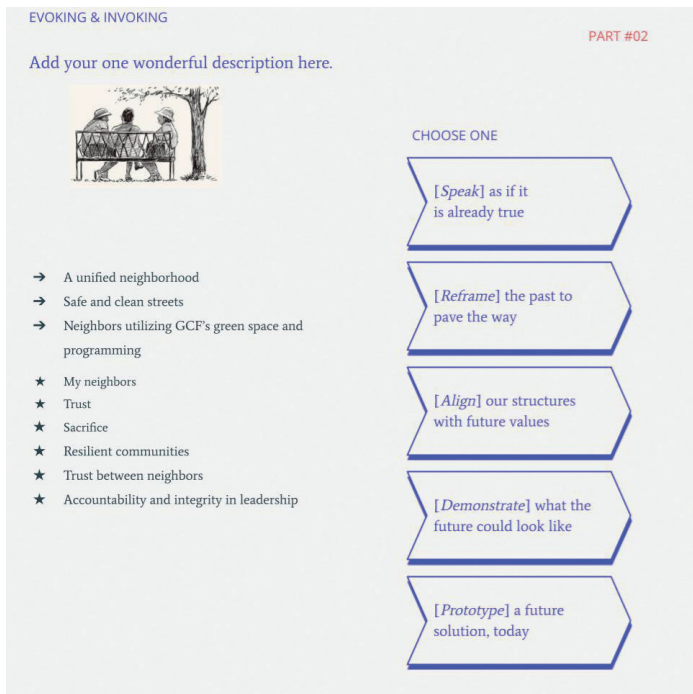 EVOKING & INVOKING
PART #02
Add your one wonderful description here.
CHOOSE ONE
[Speak] as if it
is already true
[Reframe] the past to
pave the way
[Align] our structures
with future values
[Demonstrate] what the
future could look like
[Prototype] a future
solution, today
→ A unified neighborhood
→ Safe and clean streets
→ Neighbors utilizing GCF's green space and
programming
★ My neighbors
★ Trust
★ Sacrifice
★ Resilient communities
★ Trust between neighbors
★ Accountability and integrity in leadership